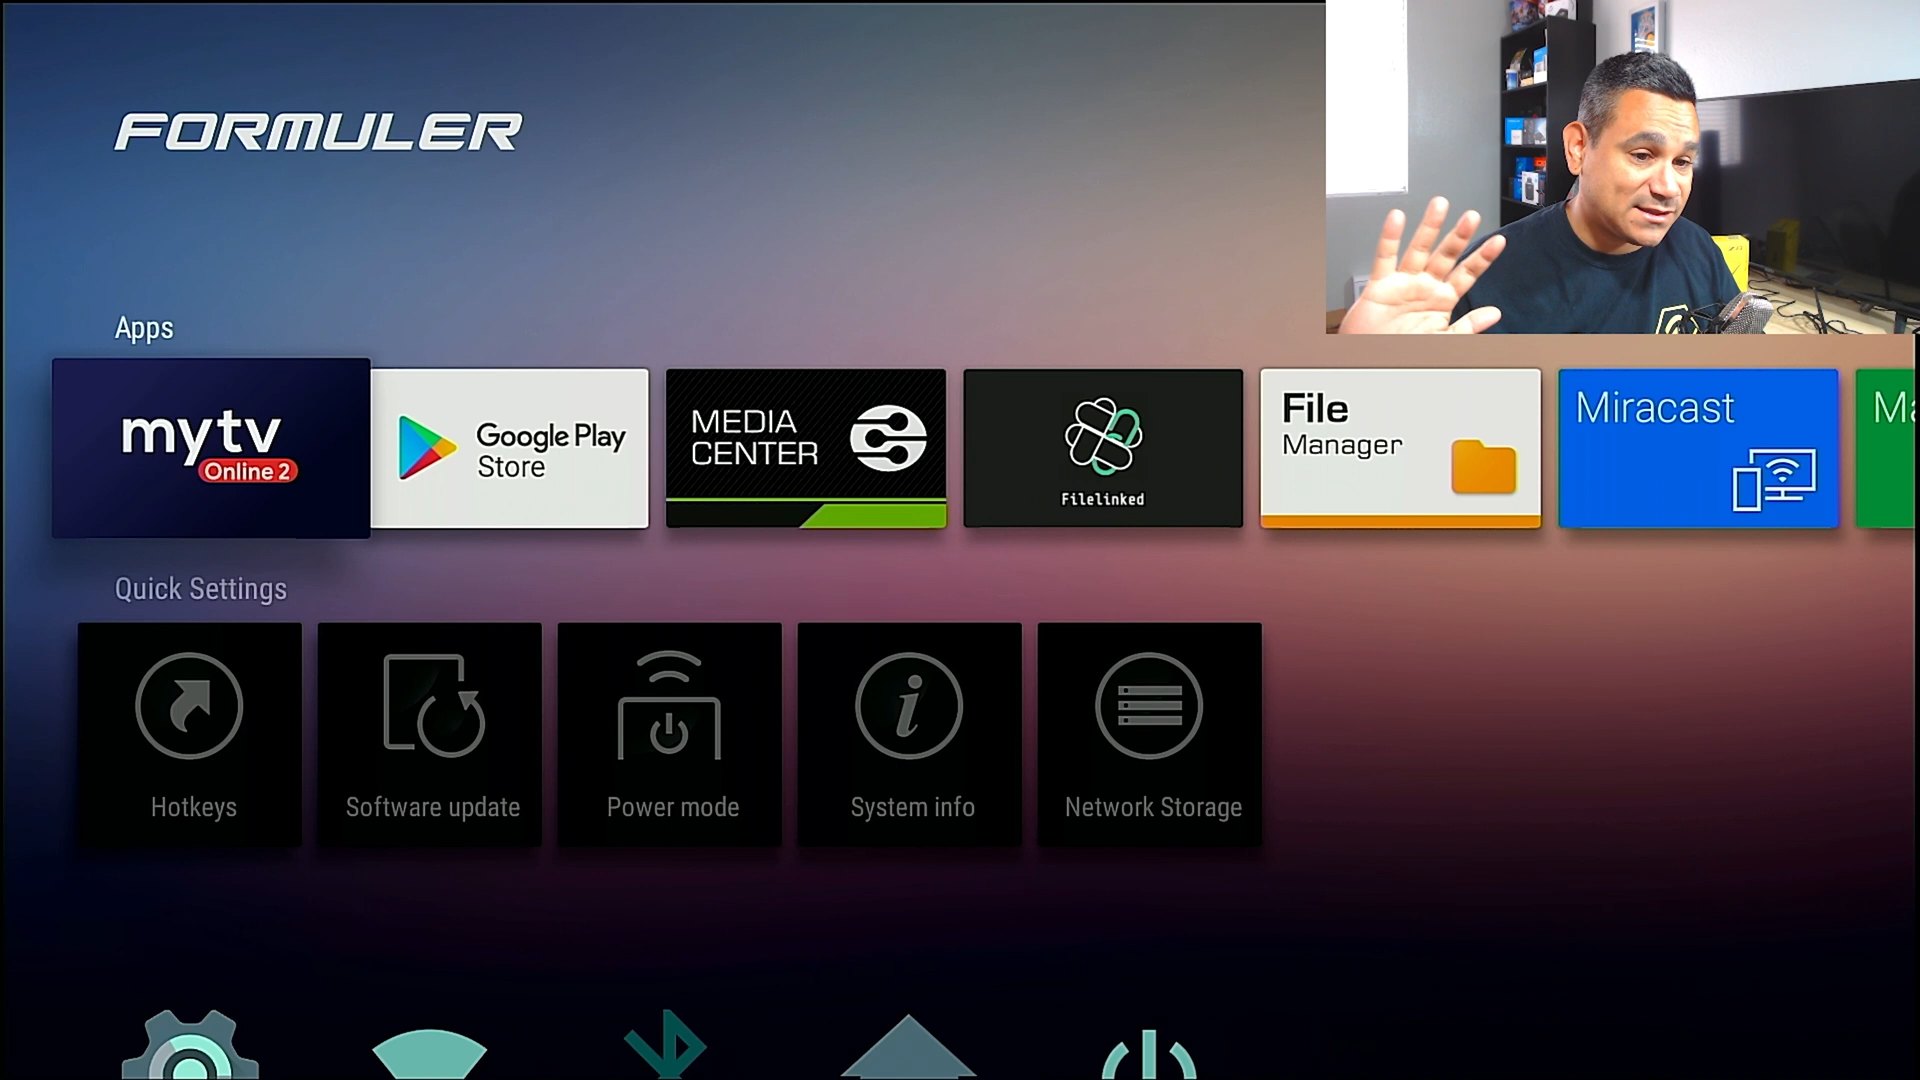 FORMULER
Apps
mytv
Online 2
Google Play
Store
MEDIA
CENTER
Filelinked
File
Manager
Miracast
Ma
Quick Settings
Hotkeys
Software update
Power mode
System info
Network Storage